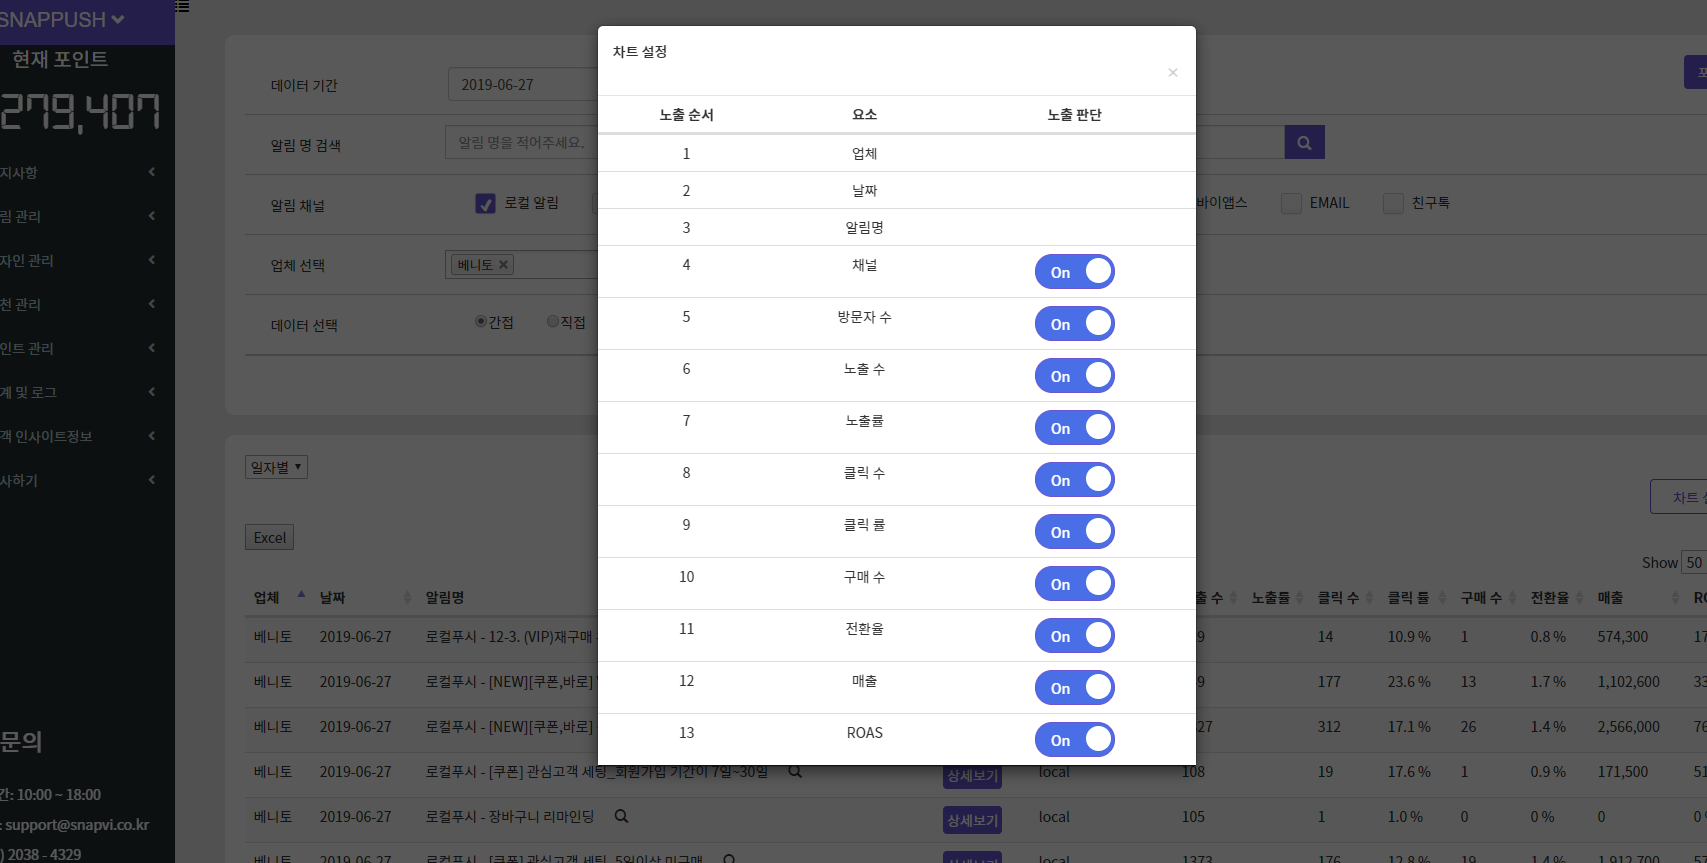 SNAPPUSH
현재 포인트
279,407
지사항
림 관리
자인 관리
천 관리
인트 관리
계 및 로그
객 인사이트정보
사하기
문의
간: 10:00 ~ 18:00
: support@snapvi.co.kr
) 2038 - 4329
데이터 기간 2019-06-27
알림 명 검색 알림 명을 적어주세요.
알림 채널 로컬 알림 바이앱스 EMAIL 친구톡
업체 선택 베니토 ×
데이터 선택 간접 직접
차트 설정
×
노출 순서 요소 노출 판단
1 업체
2 날짜
3 알림명
4 채널 On
5 방문자 수 On
6 노출 수 On
7 노출률 On
8 클릭 수 On
9 클릭 률 On
10 구매 수 On
11 전환율 On
12 매출 On
13 ROAS On
일자별
차트
Excel
Show 50
업체 날짜 알림명 출 수 노출률 클릭 수 클릭 률 구매 수 전환율 매출 RO
베니토 2019-06-27 로컬푸시 - 12-3. (VIP)재구매 9 14 10.9 % 1 0.8 % 574,300 17
베니토 2019-06-27 로컬푸시 - [NEW][쿠폰,바로] 9 177 23.6 % 13 1.7 % 1,102,600 33
베니토 2019-06-27 로컬푸시 - [NEW][쿠폰,바로] 27 312 17.1 % 26 1.4 % 2,566,000 76
베니토 2019-06-27 로컬푸시 - [쿠폰] 관심고객 세팅_회원가입 기간이 7일~30일 상세보기 local 108 19 17.6 % 1 0.9 % 171,500 51
베니토 2019-06-27 로컬푸시 - 장바구니 리마인딩 상세보기 local 105 1 1.0 % 0 0 % 0 0 %
베니토 2019-06-27 로컬푸시 - [쿠폰] 관심고객 세팅_5일이상 미구매 상세보기 local 1373 176 12.8 % 19 1.4 % 1,912,700 57